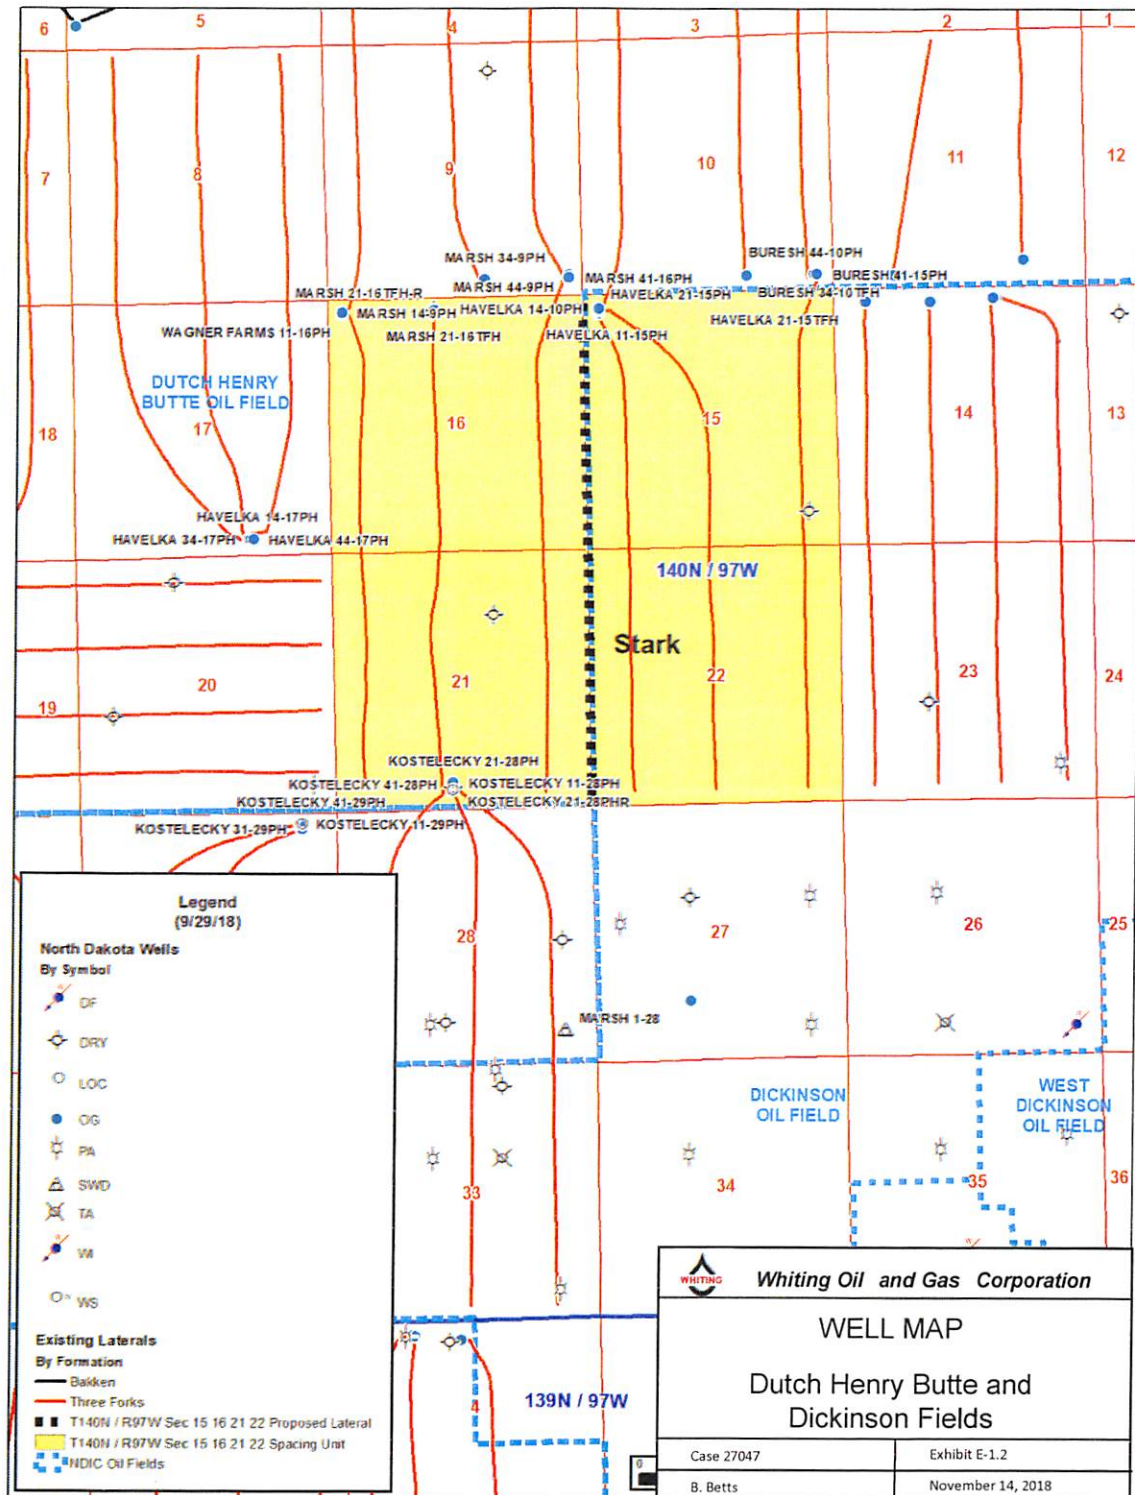 6
5
4
3
2
1
7
8
9
10
11
12
MARSH 34-9PH
BURESH 44-10PH
MARSH 44-9PH
MARSH 41-16PH
BURESH 41-15PH
MARSH 21-16TFH-R
HAVELKA 21-15PH
BURESH 34-10TFH
MARSH 14-9PH
HAVELKA 14-10PH
HAVELKA 21-15TFH
WAGNER FARMS 11-16PH
MARSH 21-16TFH
HAVELKA 11-15PH
DUTCH HENRY
BUTTE OIL FIELD
18
17
16
15
14
13
HAVELKA 14-17PH
HAVELKA 34-17PH
HAVELKA 44-17PH
140N / 97W
Stark
19
20
21
22
23
24
KOSTELECKY 21-28PH
KOSTELECKY 41-28PH
KOSTELECKY 11-28PH
KOSTELECKY 41-29PH
KOSTELECKY 21-28PHR
KOSTELECKY 31-29PH
KOSTELECKY 11-29PH
28
27
26
25
MARSH 1-28
DICKINSON
OIL FIELD
WEST
DICKINSON
OIL FIELD
33
34
35
36
4
139N / 97W
0
Legend
(9/29/18)
North Dakota Wells
By Symbol
DF
DRY
LOC
OG
PA
SWD
TA
WI
WS
Existing Laterals
By Formation
Bakken
Three Forks
T140N / R97W Sec 15 16 21 22 Proposed Lateral
T140N / R97W Sec 15 16 21 22 Spacing Unit
NDIC Oil Fields
WHITING
Whiting Oil and Gas Corporation
WELL MAP
Dutch Henry Butte and
Dickinson Fields
Case 27047
Exhibit E-1.2
B. Betts
November 14, 2018